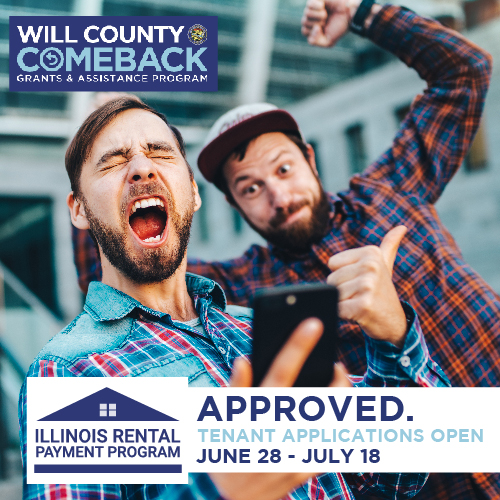 WILL COUNTY
COMEBACK
GRANTS & ASSISTANCE PROGRAM
APPROVED.
TENANT APPLICATIONS OPEN
JUNE 28 - JULY 18
ILLINOIS RENTAL
PAYMENT PROGRAM